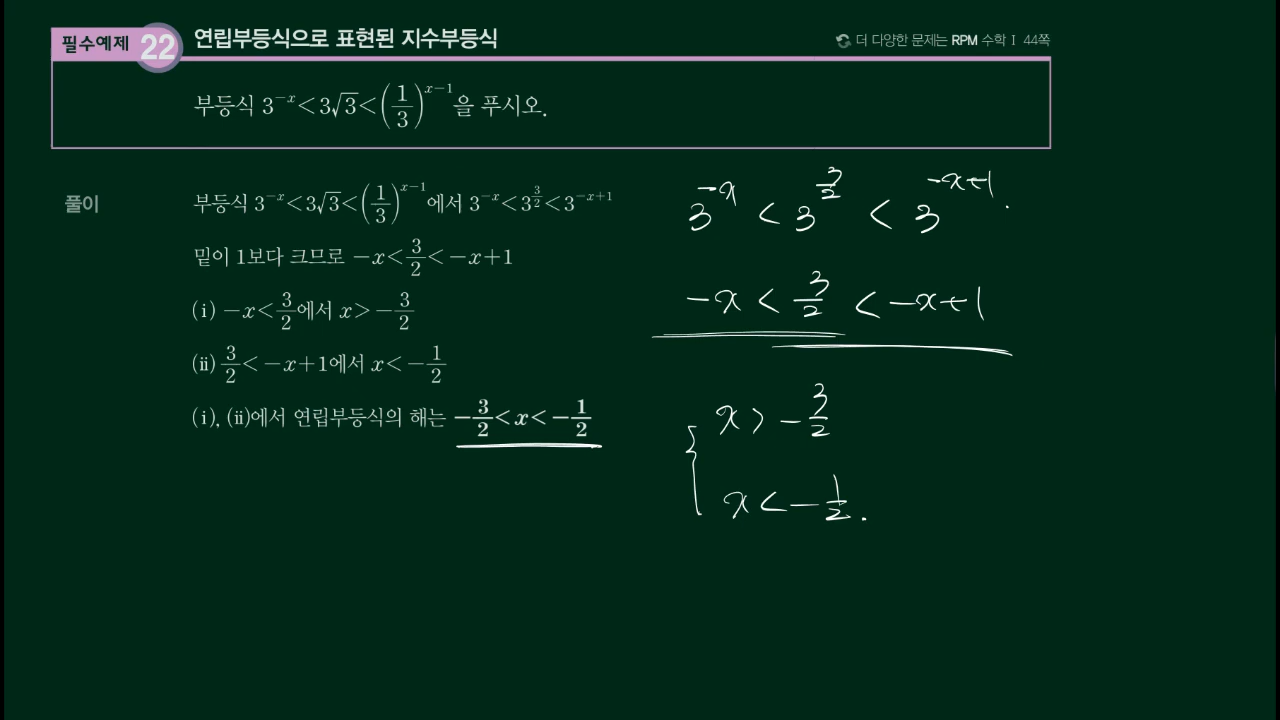 필수예제 22 연립부등식으로 표현된 지수부등식 더 다양한 문제는 RPM 수학 Ⅰ 44쪽
부등식 3^{-x}<3√3<(1/3)^{x-1}을 푸시오.
풀이 부등식 3^{-x}<3√3<(1/3)^{x-1}에서 3^{-x}<3^{3/2}<3^{-x+1}
밑이 1보다 크므로 -x<3/2<-x+1
(ⅰ) -x<3/2에서 x>-3/2
(ⅱ) 3/2<-x+1에서 x<-1/2
(ⅰ), (ⅱ)에서 연립부등식의 해는 -3/2<x<-1/2
3^{-x} < 3^{3/2} < 3^{-x+1}.
-x < 3/2 < -x+1
x > -3/2
x < -1/2.